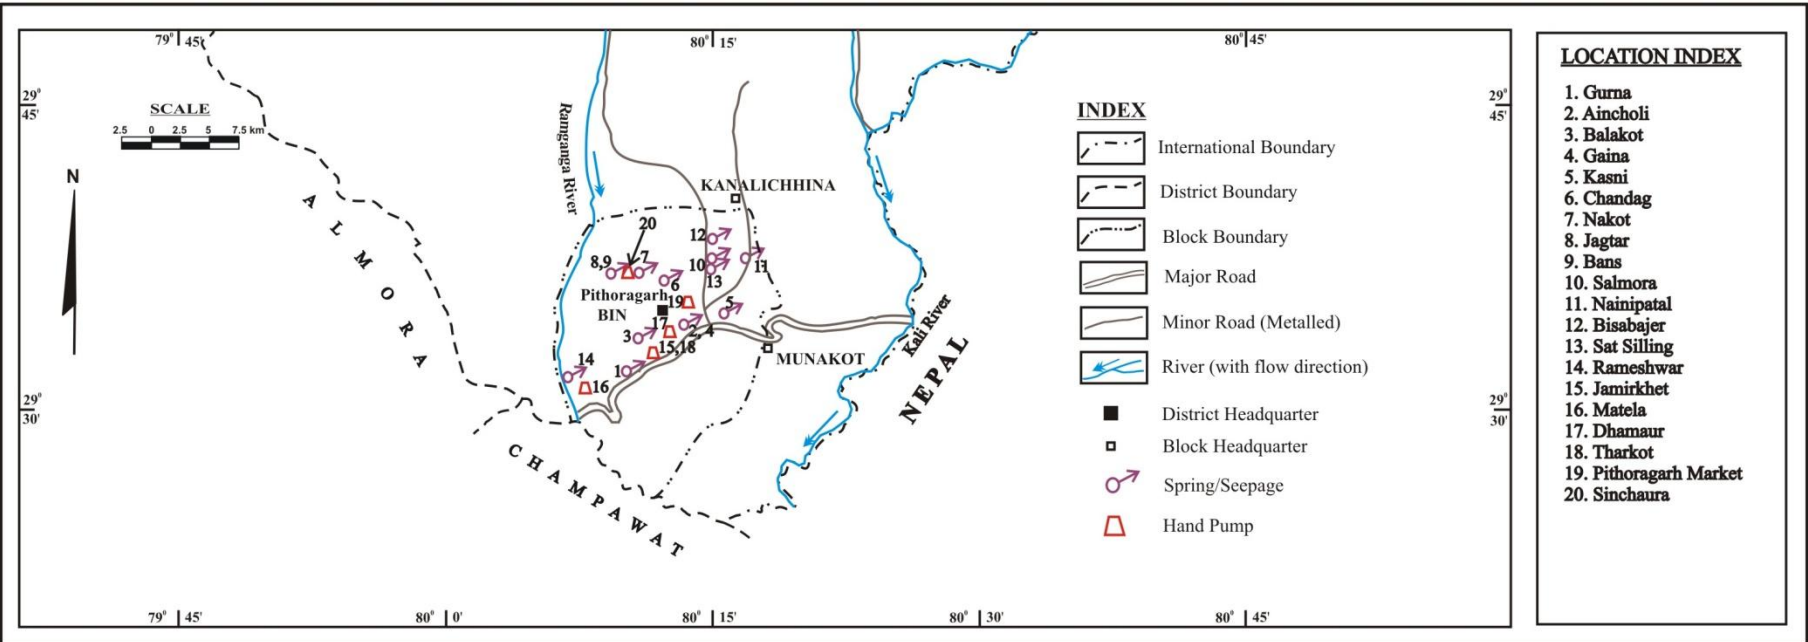 79° 45'
80° 15'
80° 45'
29°
45'
29°
45'
SCALE
2.5 0 2.5 5 7.5 km
N
ALMORA
Ramganga River
KANALICHHINA
20
12
8,9
7
10
11
6
13
Pithoragarh
19
BIN
5
17
2, 4
3
15,18
MUNAKOT
14
1
16
Kali River
NEPAL
CHAMPAWAT
29°
30'
29°
30'
79° 45'
80° 0'
80° 15'
80° 30'
80° 45'
INDEX
International Boundary
District Boundary
Block Boundary
Major Road
Minor Road (Metalled)
River (with flow direction)
District Headquarter
Block Headquarter
Spring/Seepage
Hand Pump
LOCATION INDEX
1. Gurna
2. Aincholi
3. Balakot
4. Gaina
5. Kasni
6. Chandag
7. Nakot
8. Jagtar
9. Bans
10. Salmora
11. Nainipatal
12. Bisabajer
13. Sat Silling
14. Rameshwar
15. Jamirkhet
16. Matela
17. Dhamaur
18. Tharkot
19. Pithoragarh Market
20. Sinchaura